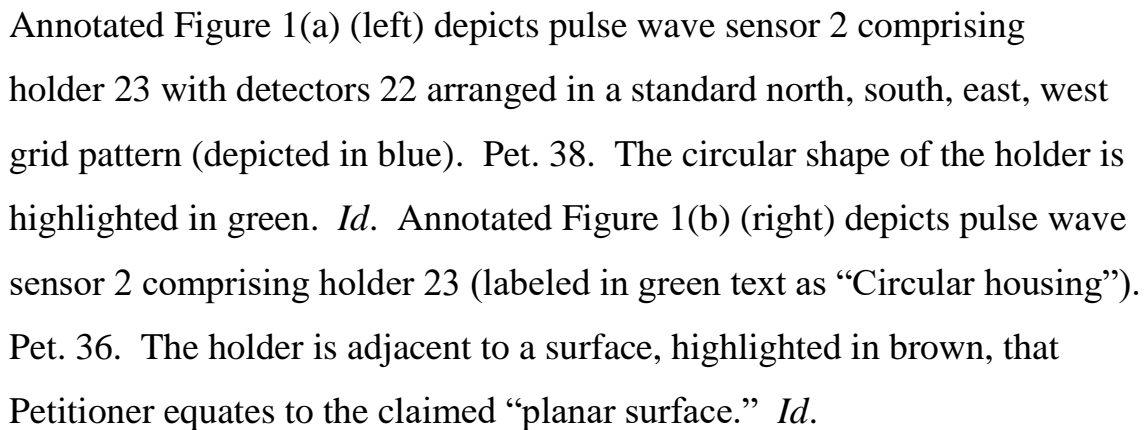 Annotated Figure 1(a) (left) depicts pulse wave sensor 2 comprising
holder 23 with detectors 22 arranged in a standard north, south, east, west
grid pattern (depicted in blue).  Pet. 38.  The circular shape of the holder is
highlighted in green.  Id.  Annotated Figure 1(b) (right) depicts pulse wave
sensor 2 comprising holder 23 (labeled in green text as “Circular housing”).
Pet. 36.  The holder is adjacent to a surface, highlighted in brown, that
Petitioner equates to the claimed “planar surface.”  Id.